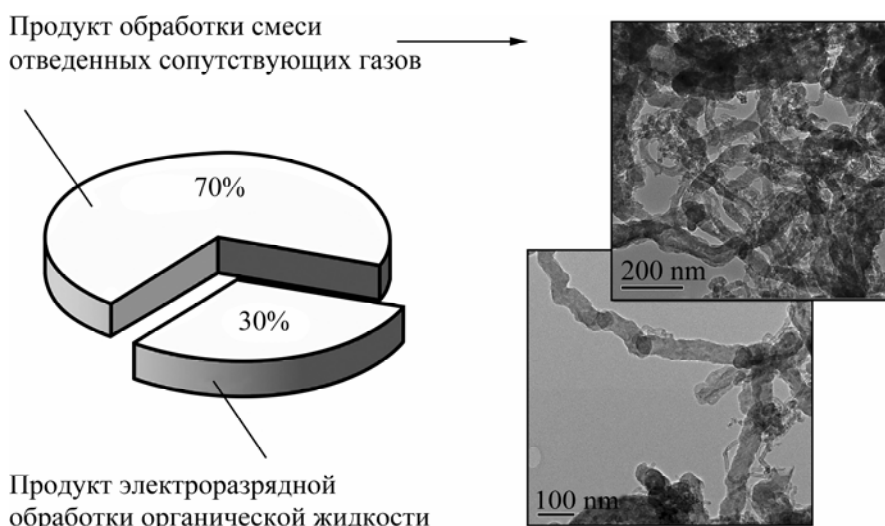 Продукт обработки смеси
отведенных сопутствующих газов
70%
30%
200 nm
100 nm
Продукт электроразрядной
обработки органической жидкости